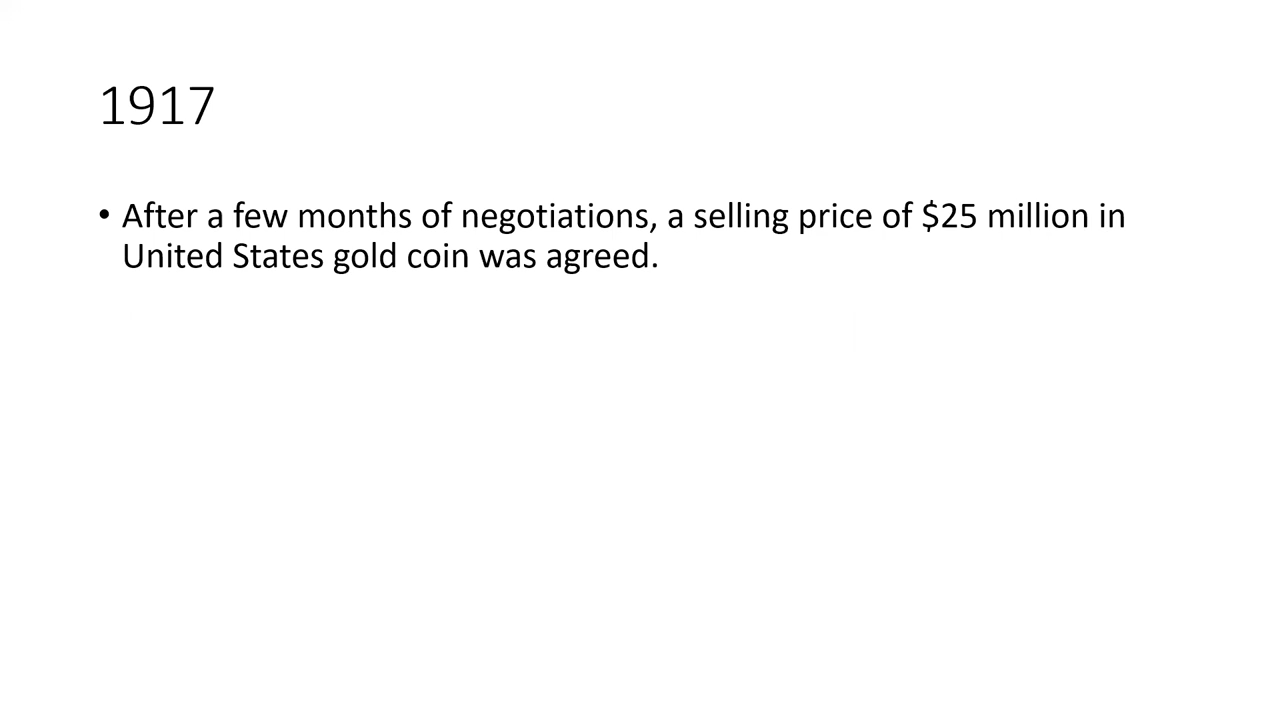 1917
• After a few months of negotiations, a selling price of $25 million in
United States gold coin was agreed.